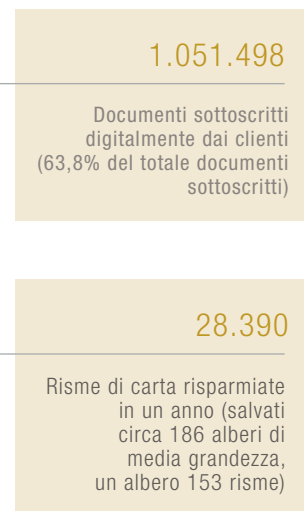 1.051.498
Documenti sottoscritti
digitalmente dai clienti
(63,8% del totale documenti
sottoscritti)
28.390
Risme di carta risparmiate
in un anno (salvati
circa 186 alberi di
media grandezza,
un albero 153 risme)